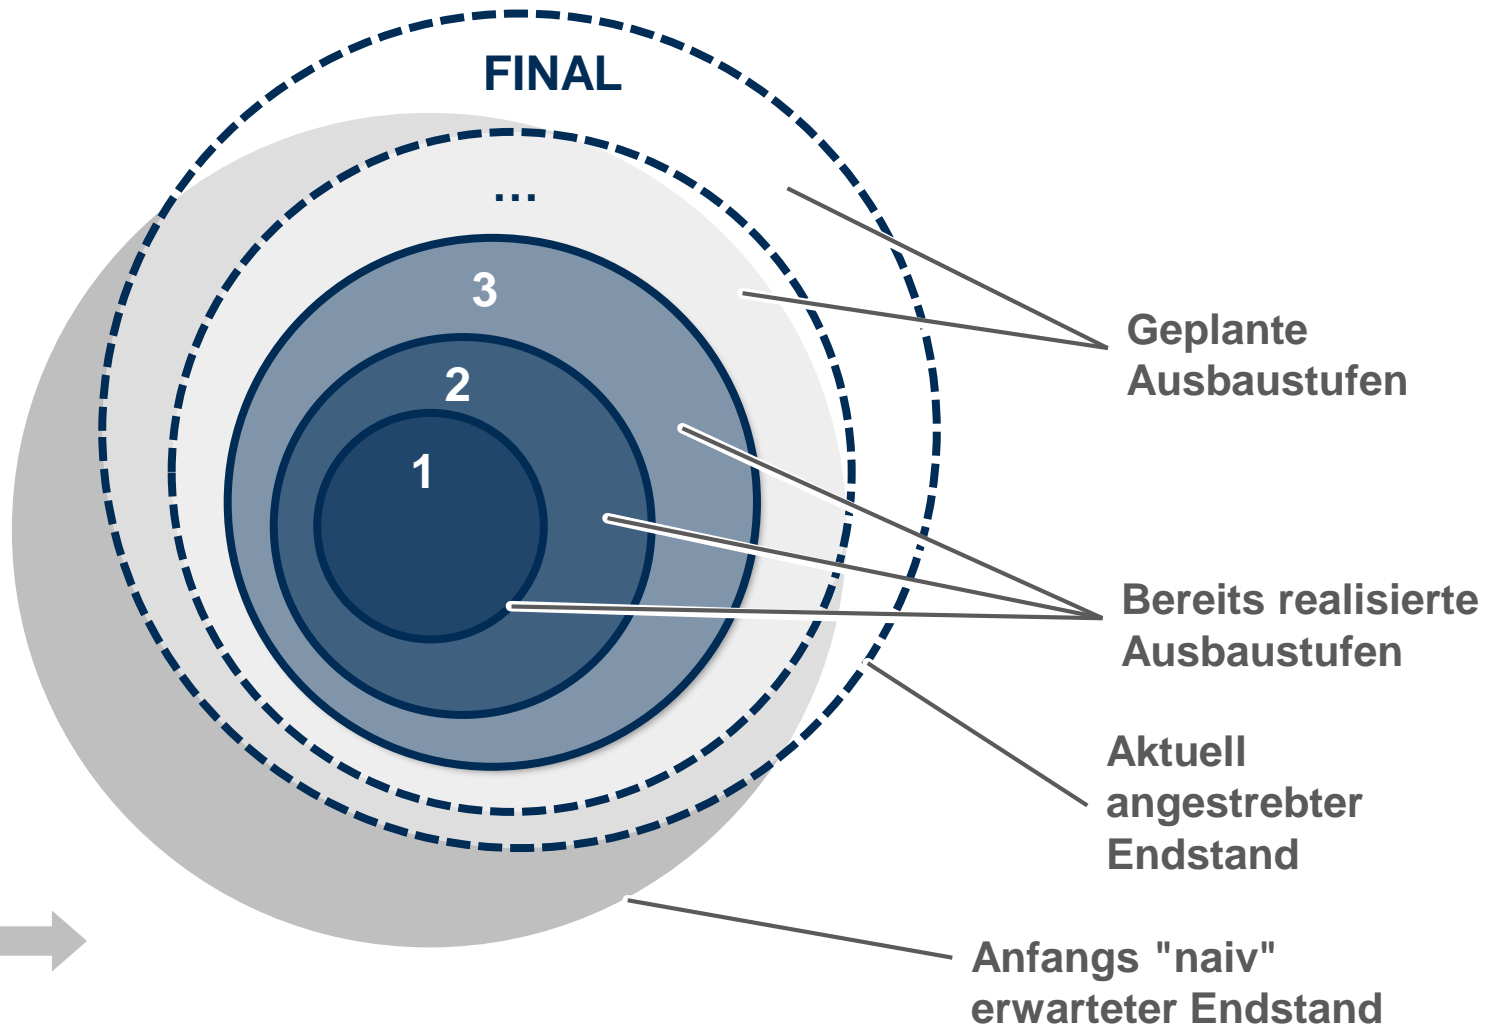 FINAL
...
3
2
1
Geplante
Ausbaustufen
Bereits realisierte
Ausbaustufen
Aktuell
angestrebter
Endstand
Anfangs "naiv"
erwarteter Endstand